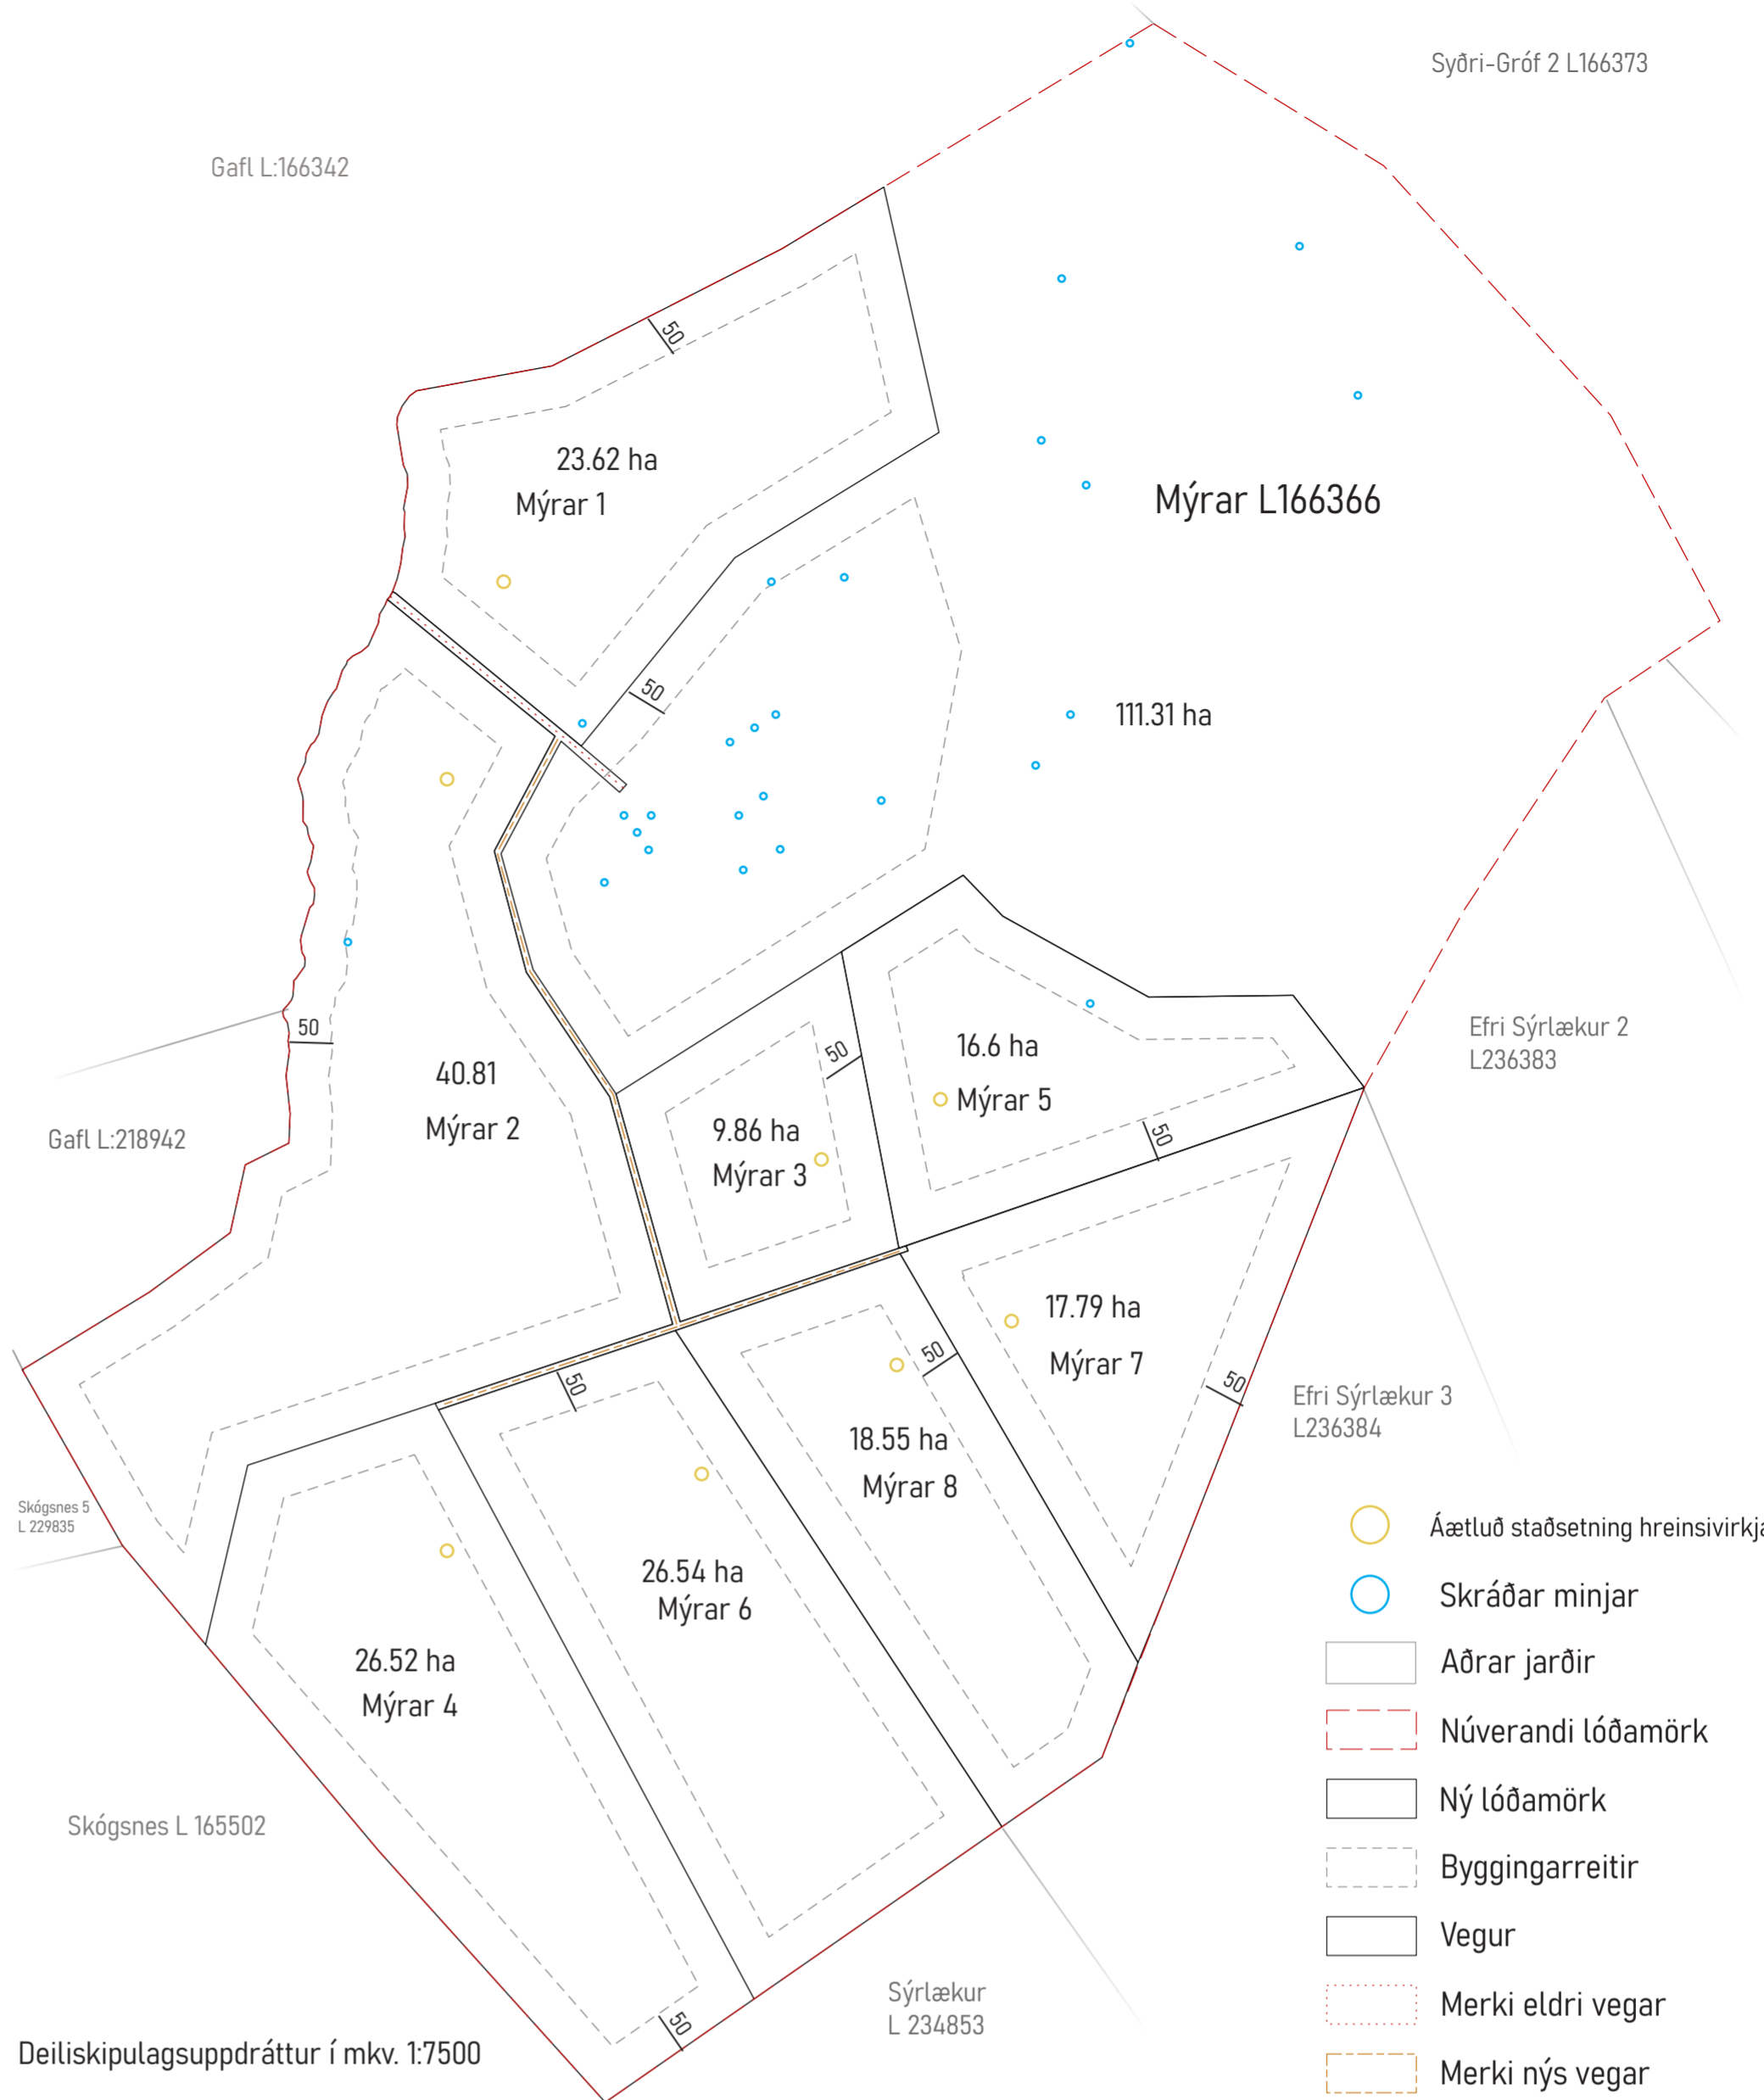 Syðri-Gróf 2 L166373
Gafl L:166342
50
23.62 ha
Mýrar 1
Mýrar L166366
50
111.31 ha
Efri Sýrlækur 2
L236383
50
40.81
Mýrar 2
Gafl L:218942
50
9.86 ha
Mýrar 3
16.6 ha
Mýrar 5
50
17.79 ha
Mýrar 7
50
50
Efri Sýrlækur 3
L236384
50
18.55 ha
Mýrar 8
Skógsnes 5
L 229835
26.54 ha
Mýrar 6
26.52 ha
Mýrar 4
Skógsnes L 165502
Sýrlækur
L 234853
50
Deiliskipulagsuppdráttur í mkv. 1:7500
Áætluð staðsetning hreinsivirkja
Skráðar minjar
Aðrar jarðir
Núverandi lóðamörk
Ný lóðamörk
Byggingarreitir
Vegur
Merki eldri vegar
Merki nýs vegar